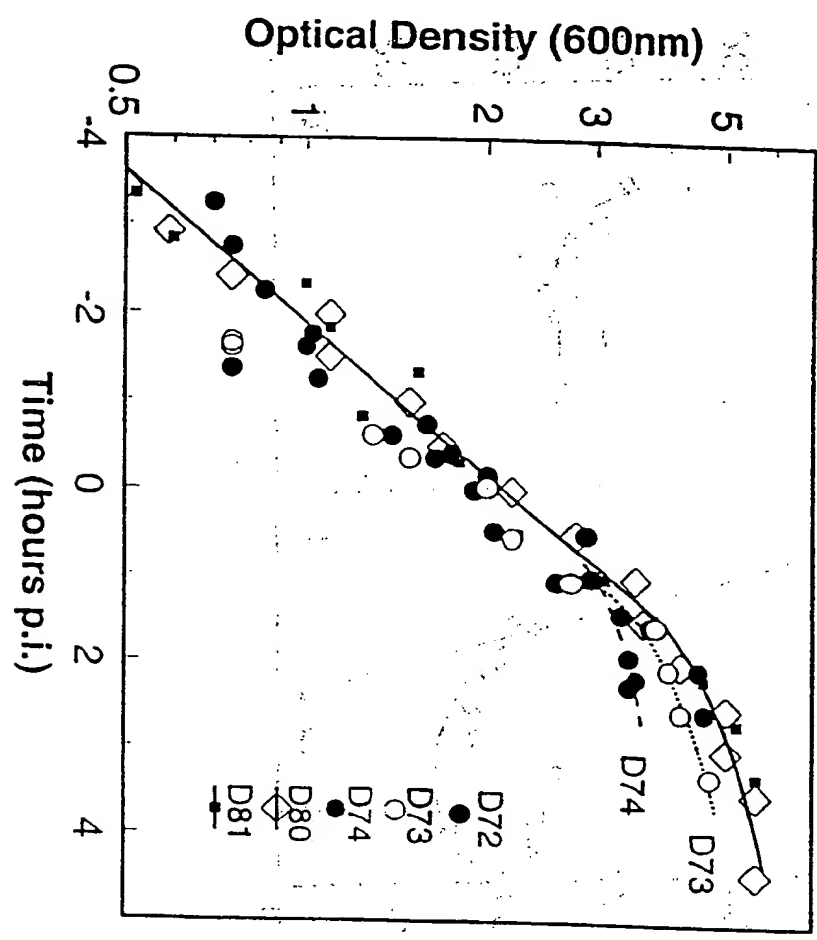 Optical Density (600nm)
0.5
1
2
3
5
-4
-2
0
2
4
Time (hours p.i.)
D73
D74
D72
D73
D74
D80
D81